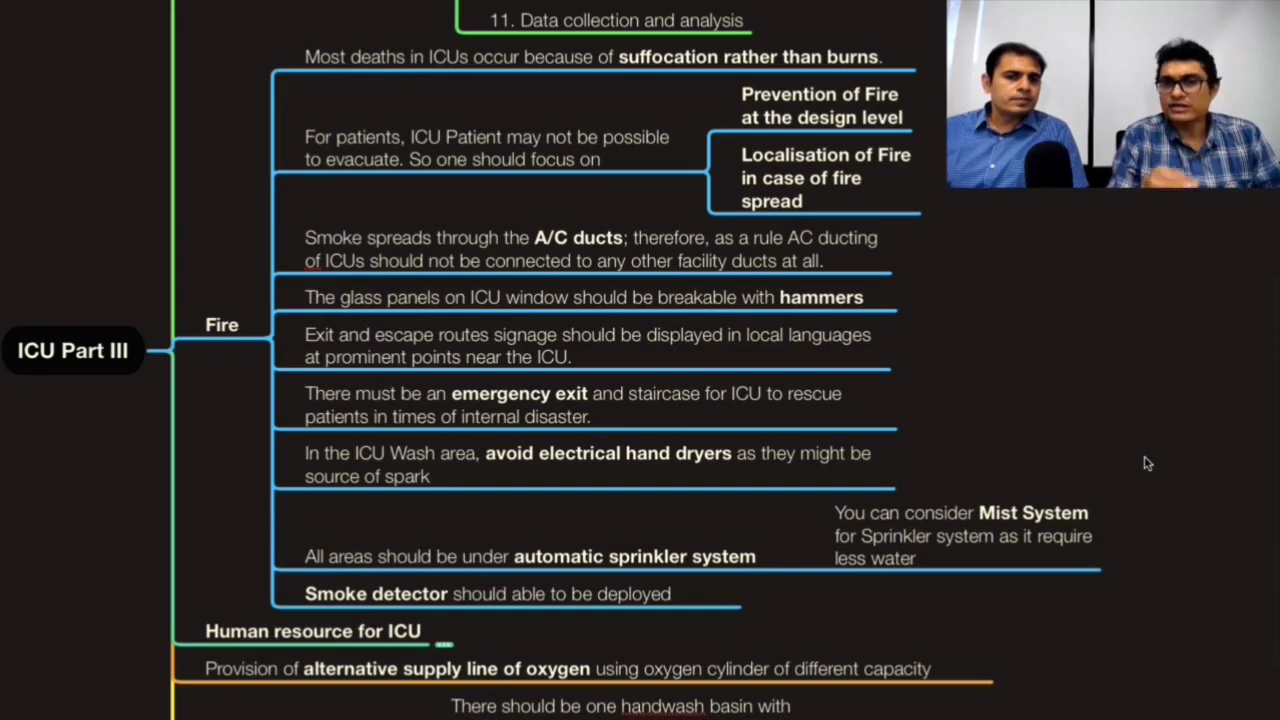 11. Data collection and analysis
Most deaths in ICUs occur because of suffocation rather than burns.
For patients, ICU Patient may not be possible
to evacuate. So one should focus on
Prevention of Fire
at the design level
Localisation of Fire
in case of fire
spread
Smoke spreads through the A/C ducts; therefore, as a rule AC ducting
of ICUs should not be connected to any other facility ducts at all.
The glass panels on ICU window should be breakable with hammers
Fire
Exit and escape routes signage should be displayed in local languages
at prominent points near the ICU.
ICU Part III
There must be an emergency exit and staircase for ICU to rescue
patients in times of internal disaster.
In the ICU Wash area, avoid electrical hand dryers as they might be
source of spark
All areas should be under automatic sprinkler system
You can consider Mist System
for Sprinkler system as it require
less water
Smoke detector should able to be deployed
Human resource for ICU
Provision of alternative supply line of oxygen using oxygen cylinder of different capacity
There should be one handwash basin with